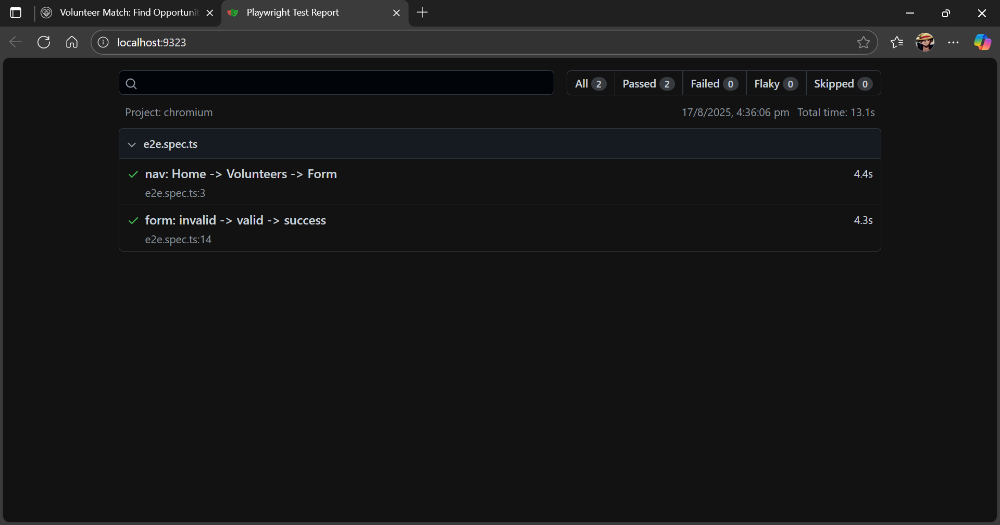 Volunteer Match: Find Opportunit
Playwright Test Report
localhost:9323
All 2 Passed 2 Failed 0 Flaky 0 Skipped 0
Project: chromium 17/8/2025, 4:36:06 pm Total time: 13.1s
e2e.spec.ts
nav: Home -> Volunteers -> Form 4.4s
e2e.spec.ts:3
form: invalid -> valid -> success 4.3s
e2e.spec.ts:14